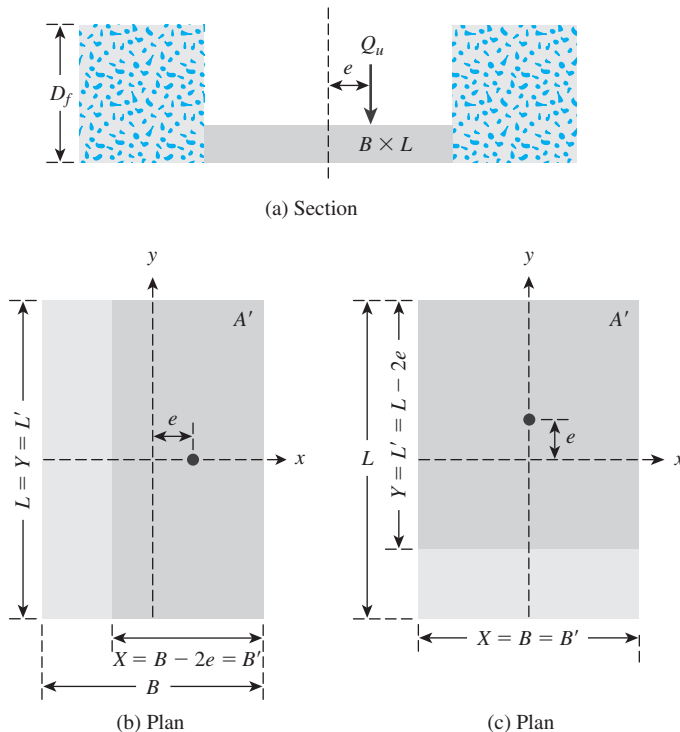 Q_u
e
D_f
B × L
(a) Section
y
A′
e
x
L = Y = L′
X = B − 2e = B′
B
(b) Plan
y
A′
Y = L′ = L − 2e
L
e
x
X = B = B′
(c) Plan